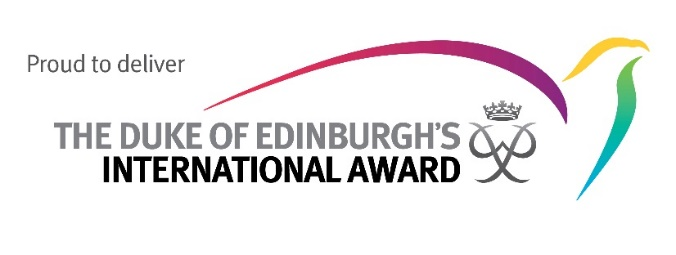 Proud to deliver
THE DUKE OF EDINBURGH'S
INTERNATIONAL AWARD